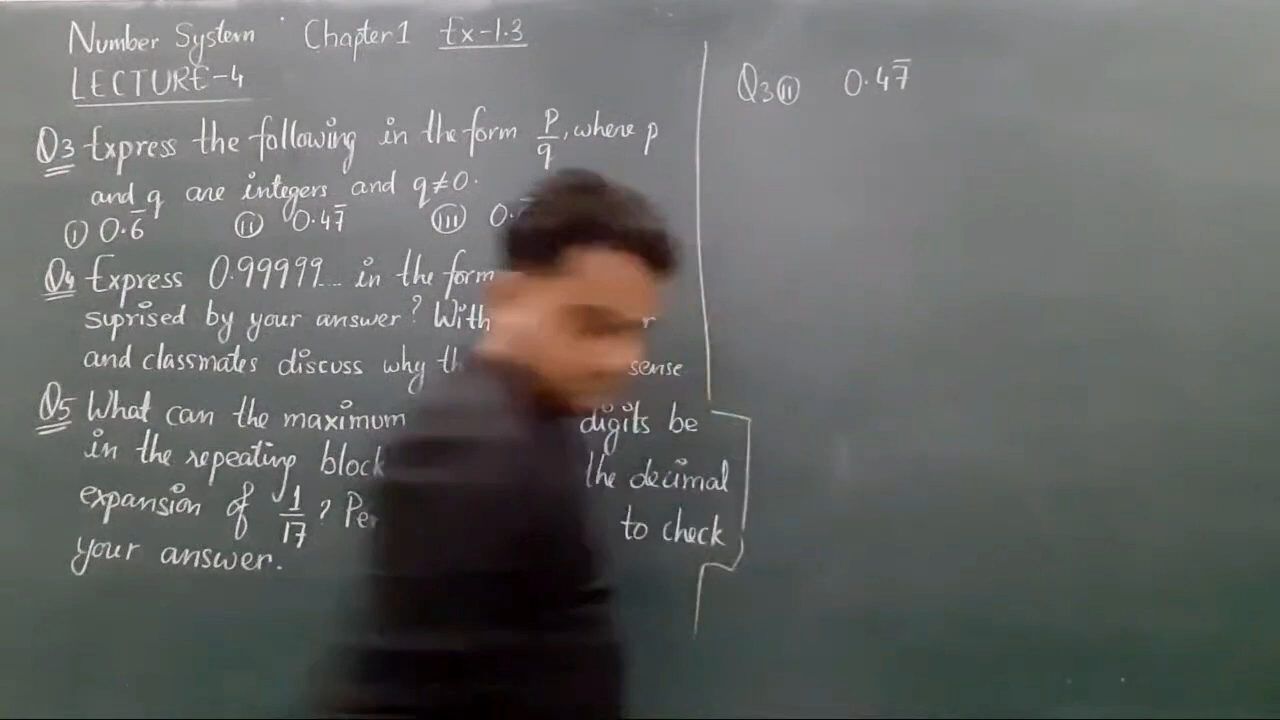 Number System Chapter 1 Ex-1.3
LECTURE-4
Q3 Express the following in the form p/q, where p
and q are integers and q≠0.
(i) 0.6̅ (ii) 0.47̅ (iii) 0.
Q4 Express 0.99999... in the form
suprised by your answer? With
and classmates discuss why sense
Q5 What can the maximum digits be
in the repeating block the decimal
expansion of 1/17? to check
your answer.
Q3(ii) 0.47̅